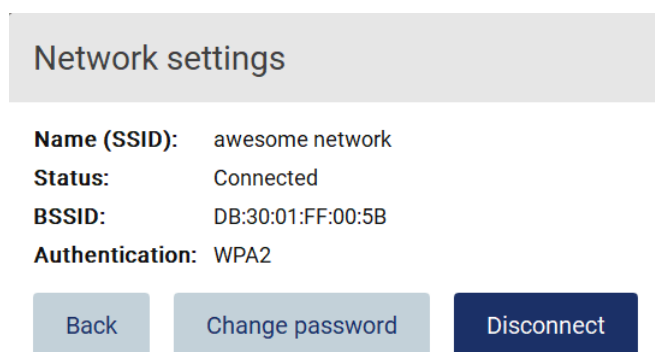 Network settings
Name (SSID): awesome network
Status: Connected
BSSID: DB:30:01:FF:00:5B
Authentication: WPA2
Back Change password Disconnect